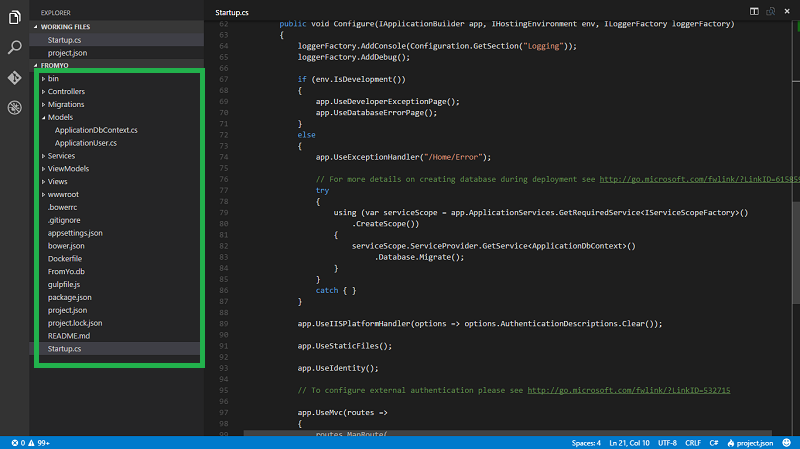 EXPLORER
WORKING FILES
Startup.cs
project.json
FROMYO
bin
Controllers
Migrations
Models
ApplicationDbContext.cs
ApplicationUser.cs
Services
ViewModels
Views
wwwroot
.bowerrc
.gitignore
appsettings.json
bower.json
Dockerfile
FromYo.db
gulpfile.js
package.json
project.json
project.lock.json
README.md
Startup.cs
Startup.cs
62 public void Configure(IApplicationBuilder app, IHostingEnvironment env, ILoggerFactory loggerFactory)
63 {
64 loggerFactory.AddConsole(Configuration.GetSection("Logging"));
65 loggerFactory.AddDebug();
66
67 if (env.IsDevelopment())
68 {
69 app.UseDeveloperExceptionPage();
70 app.UseDatabaseErrorPage();
71 }
72 else
73 {
74 app.UseExceptionHandler("/Home/Error");
75
76 // For more details on creating database during deployment see http://go.microsoft.com/fwlink/?LinkID=615859
77 try
78 {
79 using (var serviceScope = app.ApplicationServices.GetRequiredService<IServiceScopeFactory>()
80 .CreateScope())
81 {
82 serviceScope.ServiceProvider.GetService<ApplicationDbContext>()
83 .Database.Migrate();
84 }
85 }
86 catch { }
87 }
88
89 app.UseIISPlatformHandler(options => options.AuthenticationDescriptions.Clear());
90
91 app.UseStaticFiles();
92
93 app.UseIdentity();
94
95 // To configure external authentication please see http://go.microsoft.com/fwlink/?LinkID=532715
96
97 app.UseMvc(routes =>
98 {
99 routes.MapRoute(
0 99+ Spaces: 4 Ln 21, Col 10 UTF-8 CRLF C# project.json